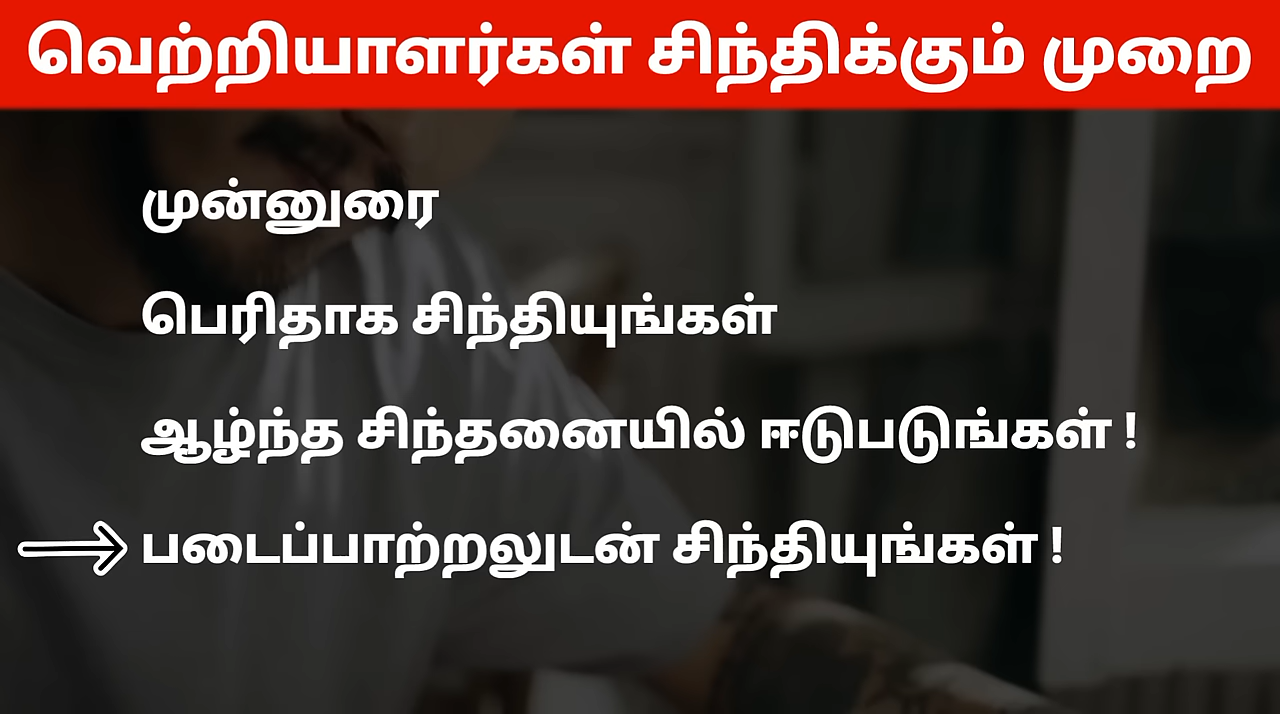 வெற்றியாளர்கள் சிந்திக்கும் முறை
முன்னுரை
பெரிதாக சிந்தியுங்கள்
ஆழ்ந்த சிந்தனையில் ஈடுபடுங்கள் !
படைப்பாற்றலுடன் சிந்தியுங்கள் !